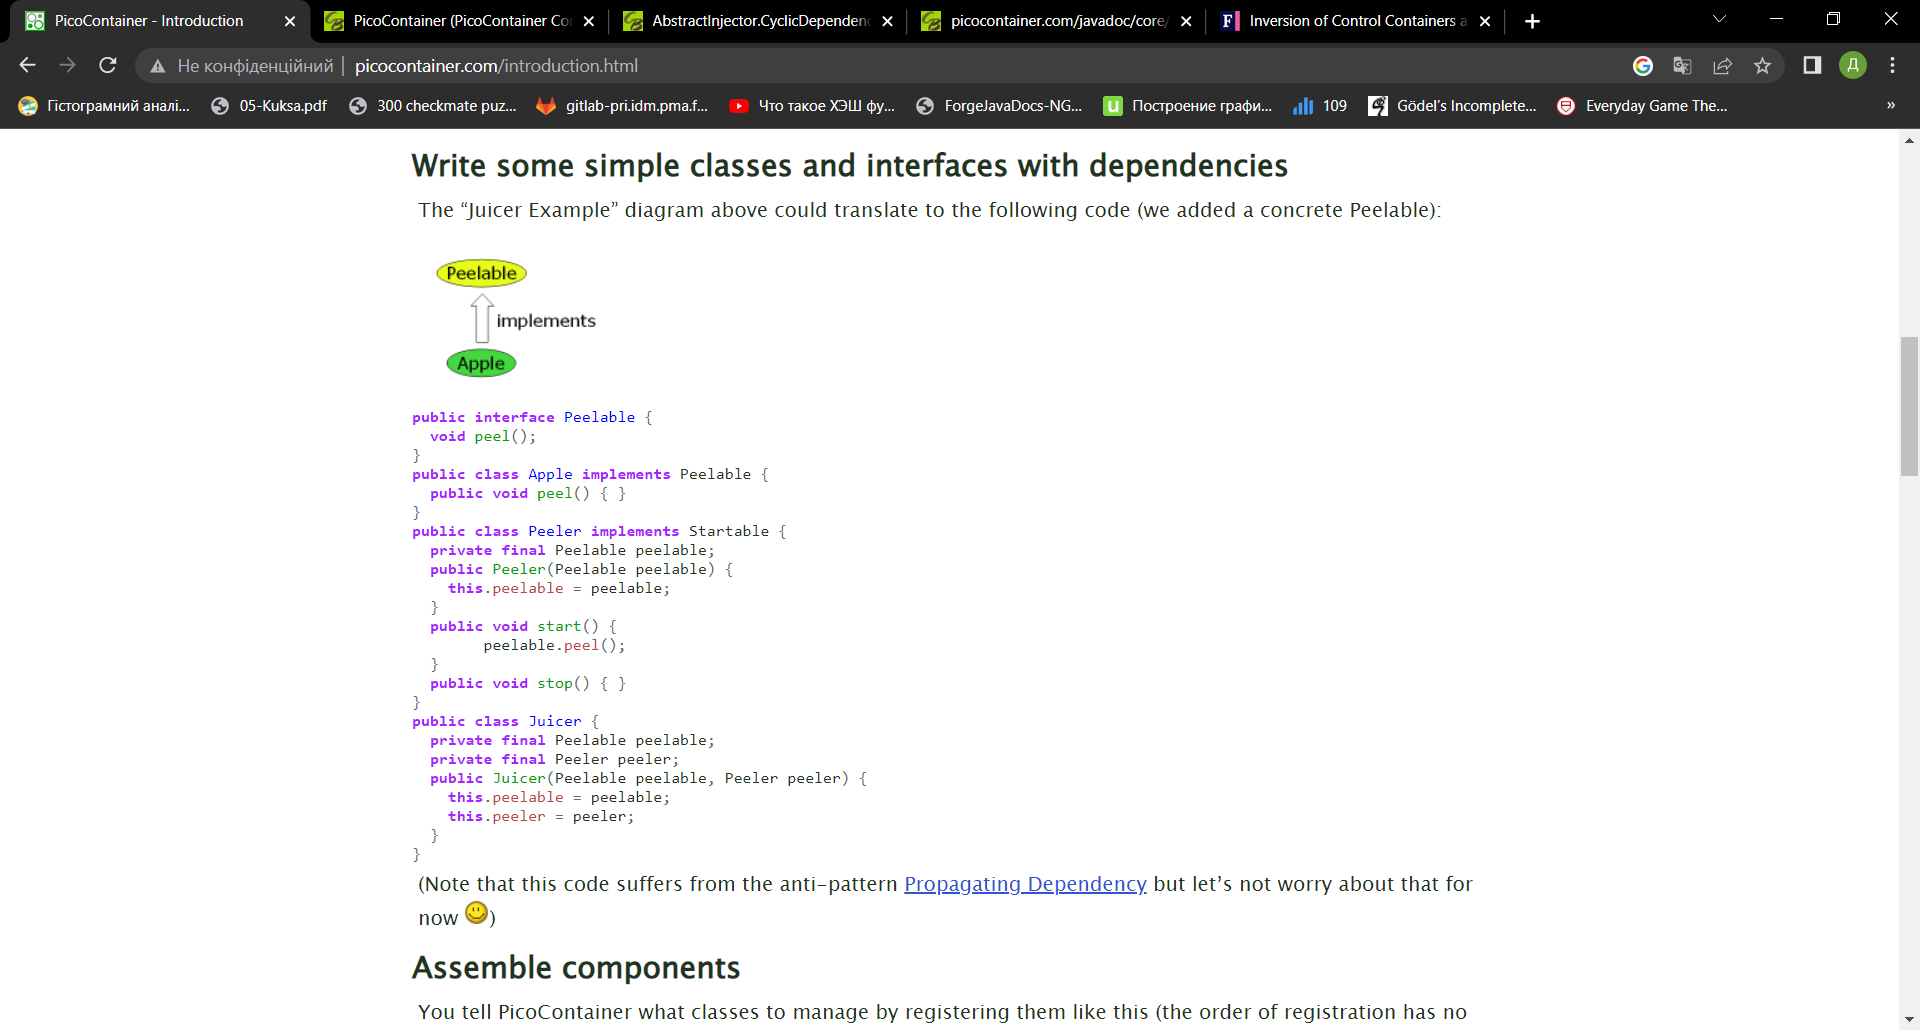 PicoContainer - Introduction
PicoContainer (PicoContainer Co
AbstractInjector.CyclicDependen
picocontainer.com/javadoc/core/
Inversion of Control Containers a
Не конфіденційний
picocontainer.com/introduction.html
Д
Гістограмний аналі...
05-Kuksa.pdf
300 checkmate puz...
gitlab-pri.idm.pma.f...
Что такое ХЭШ фу...
ForgeJavaDocs-NG...
Построение графи...
109
Gödel's Incomplete...
Everyday Game The...
»
Write some simple classes and interfaces with dependencies
The “Juicer Example” diagram above could translate to the following code (we added a concrete Peelable):
Peelable
implements
Apple
public interface Peelable {
void peel();
}
public class Apple implements Peelable {
public void peel() { }
}
public class Peeler implements Startable {
private final Peelable peelable;
public Peeler(Peelable peelable) {
this.peelable = peelable;
}
public void start() {
peelable.peel();
}
public void stop() { }
}
public class Juicer {
private final Peelable peelable;
private final Peeler peeler;
public Juicer(Peelable peelable, Peeler peeler) {
this.peelable = peelable;
this.peeler = peeler;
}
}
(Note that this code suffers from the anti-pattern Propagating Dependency but let’s not worry about that for
now )
Assemble components
You tell PicoContainer what classes to manage by registering them like this (the order of registration has no